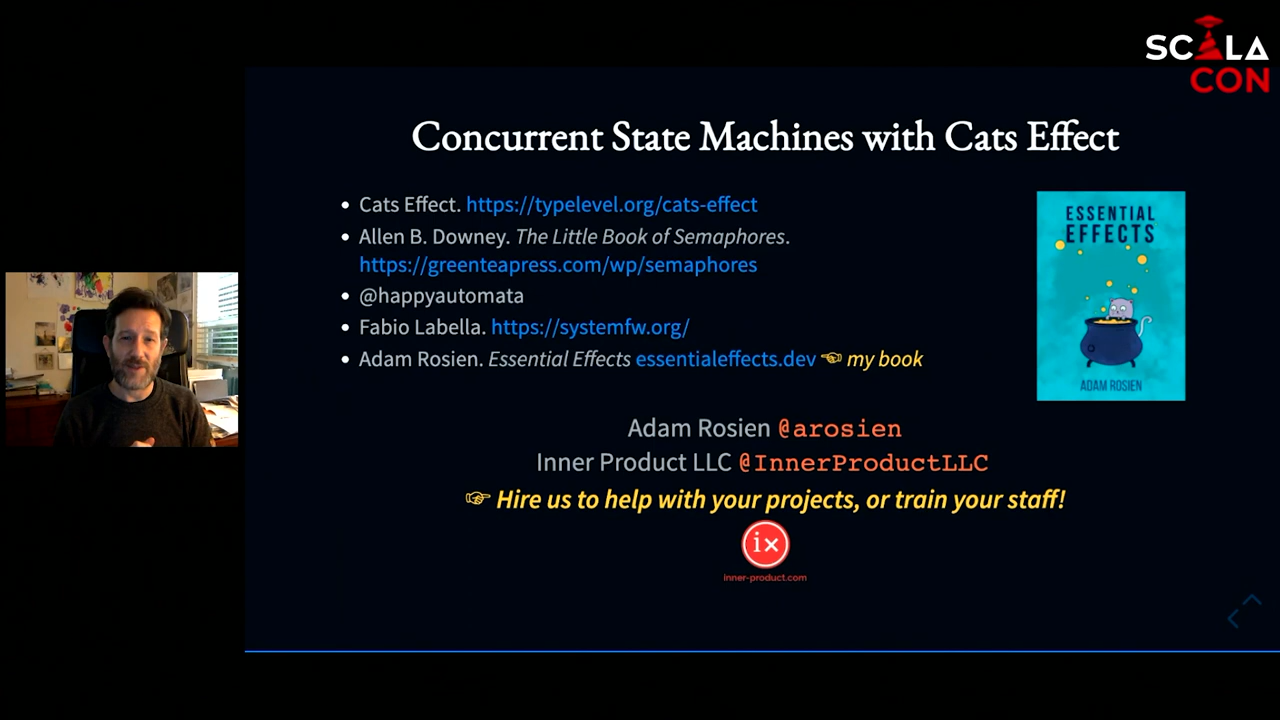 SCALA
CON
Concurrent State Machines with Cats Effect
• Cats Effect. https://typelevel.org/cats-effect
• Allen B. Downey. The Little Book of Semaphores.
https://greenteapress.com/wp/semaphores
• @happyautomata
• Fabio Labella. https://systemfw.org/
• Adam Rosien. Essential Effects essentialeffects.dev ☜ my book
ESSENTIAL
EFFECTS
ADAM ROSIEN
Adam Rosien @arosien
Inner Product LLC @InnerProductLLC
☞ Hire us to help with your projects, or train your staff!
ix
inner-product.com